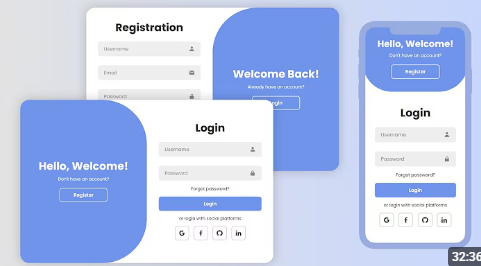 Registration
Username
Email
Password
Welcome Back!
Already have an account?
Login
Hello, Welcome!
Don't have an account?
Register
Login
Username
Password
Forgot password?
Login
or login with social platforms
G f in
Hello, Welcome!
Don't have an account?
Register
Login
Username
Password
Forgot password?
Login
or login with social platforms
G f in
32:36